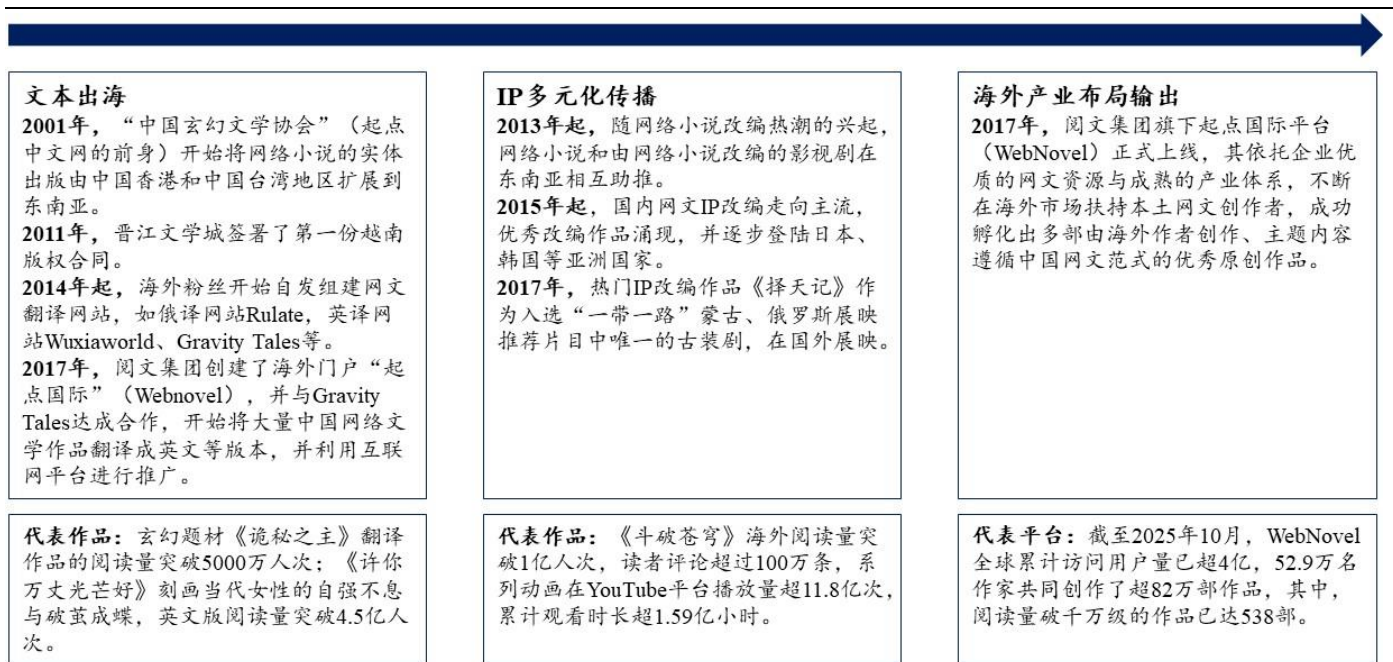 文本出海
2001年，“中国玄幻文学协会”（起点
中文网的前身）开始将网络小说的实体
出版由中国香港和中国台湾地区扩展到
东南亚。
2011年，晋江文学城签署了第一份越南
版权合同。
2014年起，海外粉丝开始自发组建网文
翻译网站，如俄译网站Rulate，英译网
站Wuxiaworld、Gravity Tales等。
2017年，阅文集团创建了海外门户“起
点国际”（Webnovel），并与Gravity
Tales达成合作，开始将大量中国网络文
学作品翻译成英文等版本，并利用互联
网平台进行推广。
IP多元化传播
2013年起，随网络小说改编热潮的兴起，
网络小说和由网络小说改编的影视剧在
东南亚相互助推。
2015年起，国内网文IP改编走向主流，
优秀改编作品涌现，并逐步登陆日本、
韩国等亚洲国家。
2017年，热门IP改编作品《择天记》作
为入选“一带一路”蒙古、俄罗斯展映
推荐片目中唯一的古装剧，在国外展映。
海外产业布局输出
2017年，阅文集团旗下起点国际平台
（WebNovel）正式上线，其依托企业优
质的网文资源与成熟的产业体系，不断
在海外市场扶持本土网文创作者，成功
孵化出多部由海外作者创作、主题内容
遵循中国网文范式的优秀原创作品。
代表作品：玄幻题材《诡秘之主》翻译
作品的阅读量突破5000万人次；《许你
万丈光芒好》刻画当代女性的自强不息
与破茧成蝶，英文版阅读量突破4.5亿人
次。
代表作品：《斗破苍穹》海外阅读量突
破1亿人次，读者评论超过100万条，系
列动画在YouTube平台播放量超11.8亿次，
累计观看时长超1.59亿小时。
代表平台：截至2025年10月，WebNovel
全球累计访问用户量已超4亿，52.9万名
作家共同创作了超82万部作品，其中，
阅读量破千万级的作品已达538部。